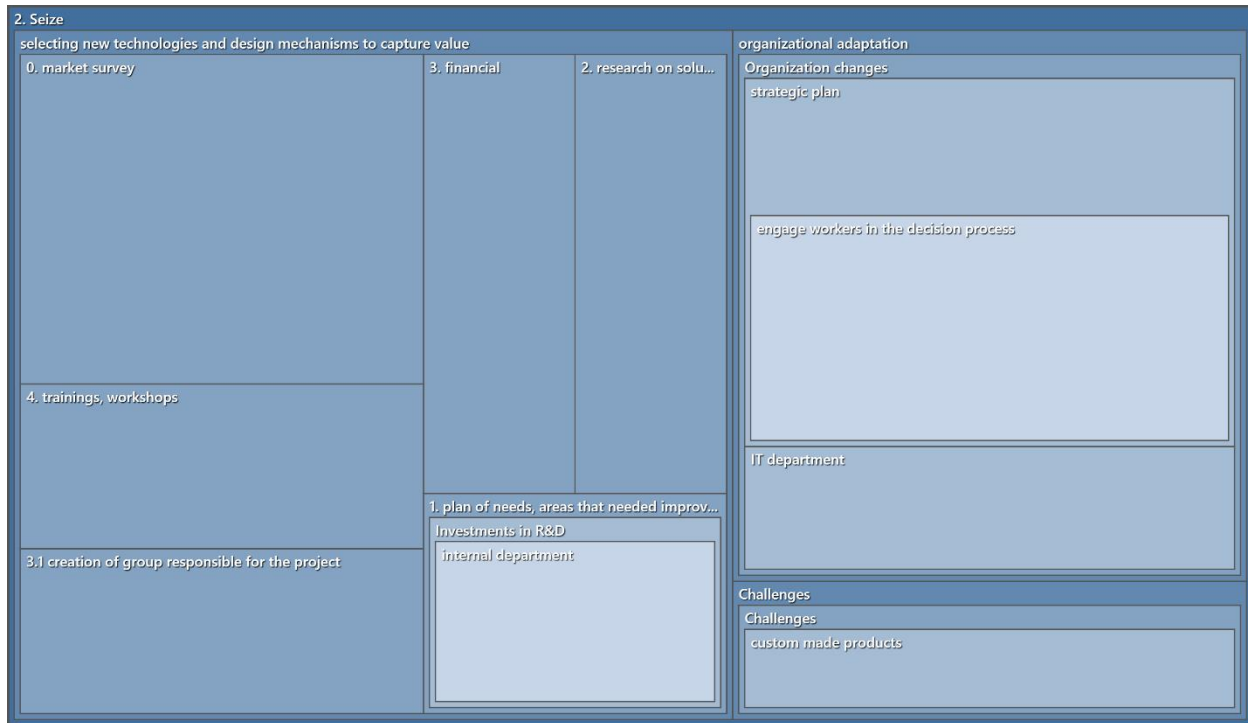 2. Seize
selecting new technologies and design mechanisms to capture value
0. market survey
4. trainings, workshops
3.1 creation of group responsible for the project
3. financial
2. research on solu...
1. plan of needs, areas that needed improv...
Investments in R&D
internal department
organizational adaptation
Organization changes
strategic plan
engage workers in the decision process
IT department
Challenges
Challenges
custom made products